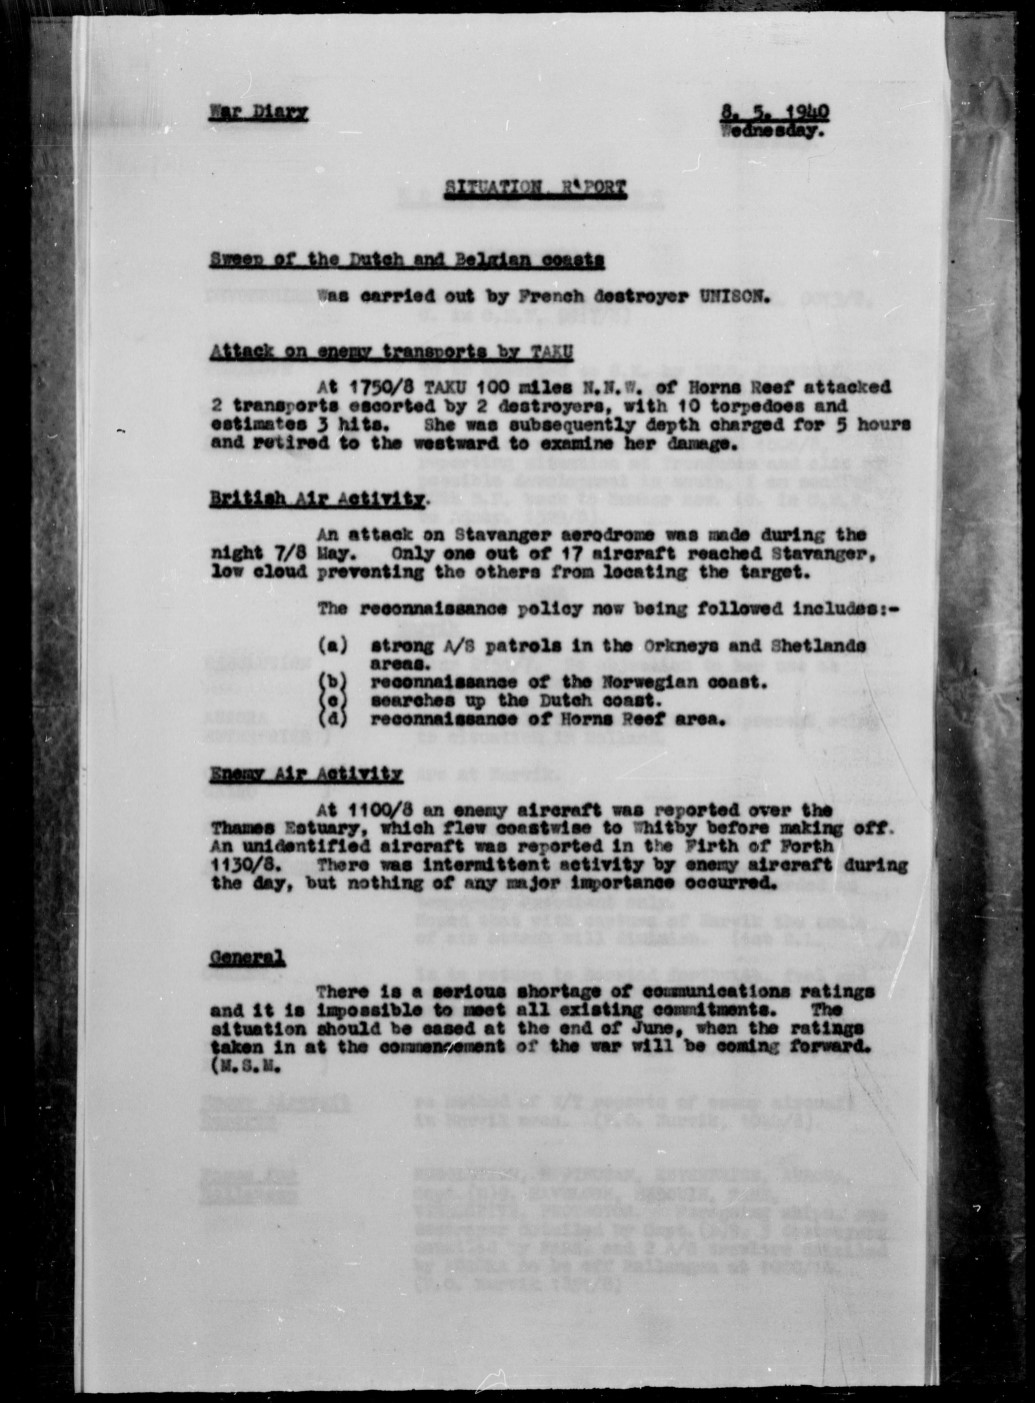 War Diary
8. 5. 1940
Wednesday.
SITUATION REPORT
Sweep of the Dutch and Belgian coasts
Was carried out by French destroyer UNISON.
Attack on enemy transports by TAKU
At 1750/8 TAKU 100 miles N.N.W. of Horns Reef attacked
2 transports escorted by 2 destroyers, with 10 torpedoes and
estimates 3 hits. She was subsequently depth charged for 5 hours
and retired to the westward to examine her damage.
British Air Activity.
An attack on Stavanger aerodrome was made during the
night 7/8 May. Only one out of 17 aircraft reached Stavanger,
low cloud preventing the others from locating the target.
The reconnaissance policy now being followed includes:-
(a) strong A/S patrols in the Orkneys and Shetlands
areas.
(b) reconnaissance of the Norwegian coast.
(c) searches up the Dutch coast.
(d) reconnaissance of Horns Reef area.
Enemy Air Activity
At 1100/8 an enemy aircraft was reported over the
Thames Estuary, which flew coastwise to Whitby before making off.
An unidentified aircraft was reported in the Firth of Forth
1130/8. There was intermittent activity by enemy aircraft during
the day, but nothing of any major importance occurred.
General
There is a serious shortage of communications ratings
and it is impossible to meet all existing commitments. The
situation should be eased at the end of June, when the ratings
taken in at the commencement of the war will be coming forward.
(M.S.M.